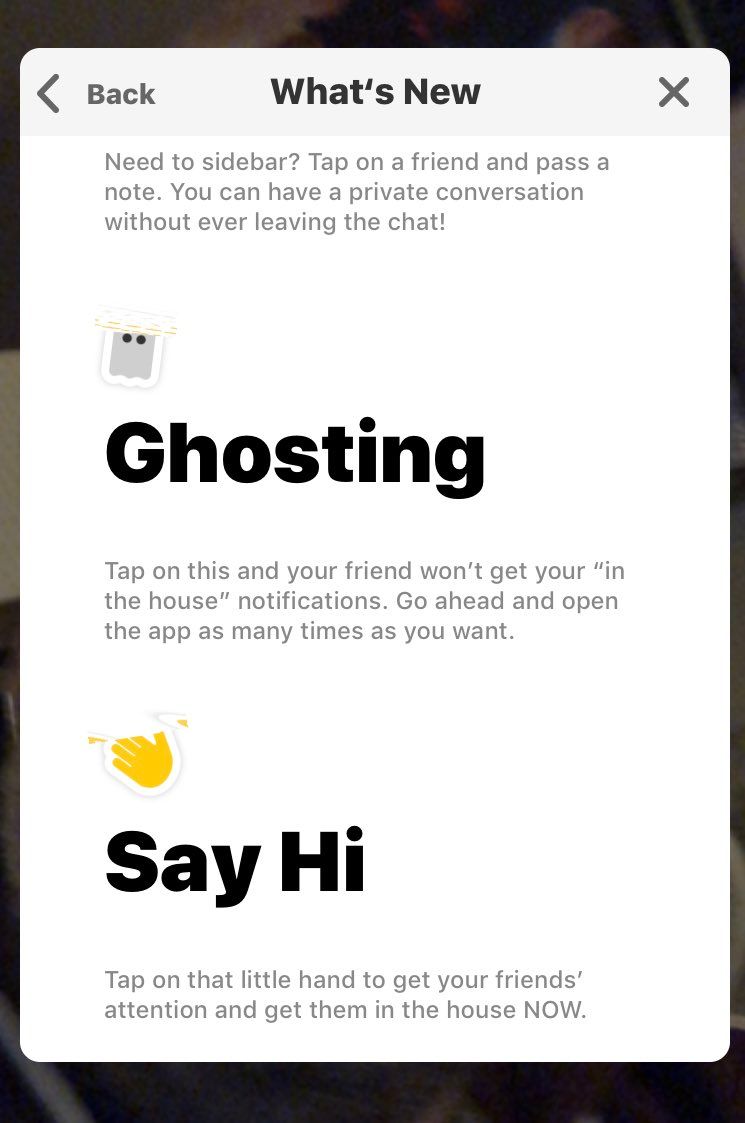 Back
What‘s New
Need to sidebar? Tap on a friend and pass a
note. You can have a private conversation
without ever leaving the chat!
Ghosting
Tap on this and your friend won’t get your “in
the house” notifications. Go ahead and open
the app as many times as you want.
Say Hi
Tap on that little hand to get your friends’
attention and get them in the house NOW.